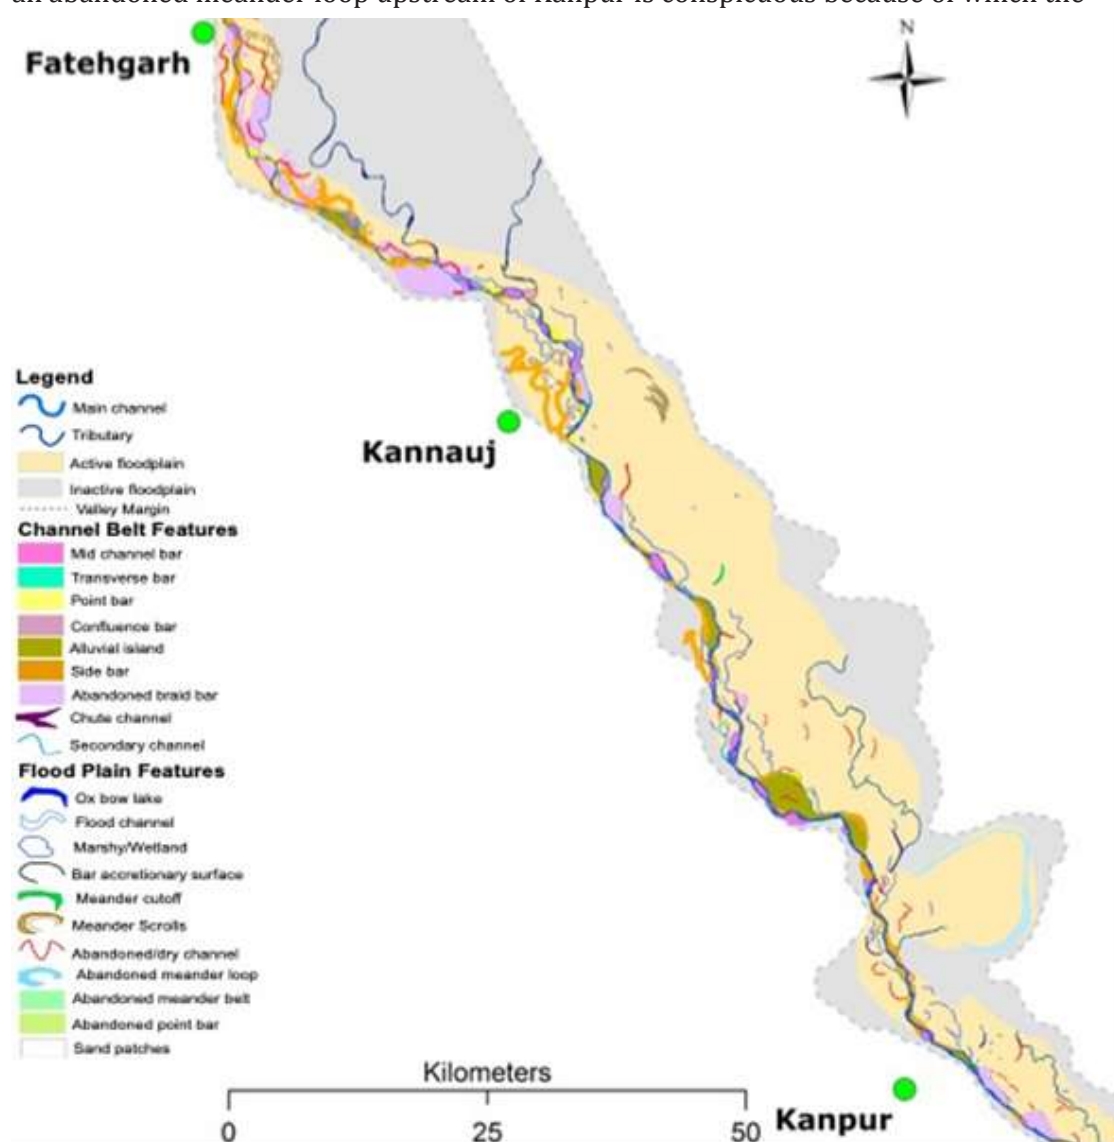 an abandoned meander loop upstream of Kanpur is conspicuous because of which the
N
Fatehgarh
Legend
Main channel
Tributary
Active floodplain
Inactive floodplain
Valley Margin
Channel Belt Features
Mid channel bar
Transverse bar
Point bar
Confluence bar
Alluvial island
Side bar
Abandoned braid bar
Chute channel
Secondary channel
Flood Plain Features
Ox bow lake
Flood channel
Marshy/Wetland
Bar accretionary surface
Meander cutoff
Meander Scrolls
Abandoned/dry channel
Abandoned meander loop
Abandoned meander belt
Abandoned point bar
Sand patches
Kannauj
Kilometers
0 25 50
Kanpur